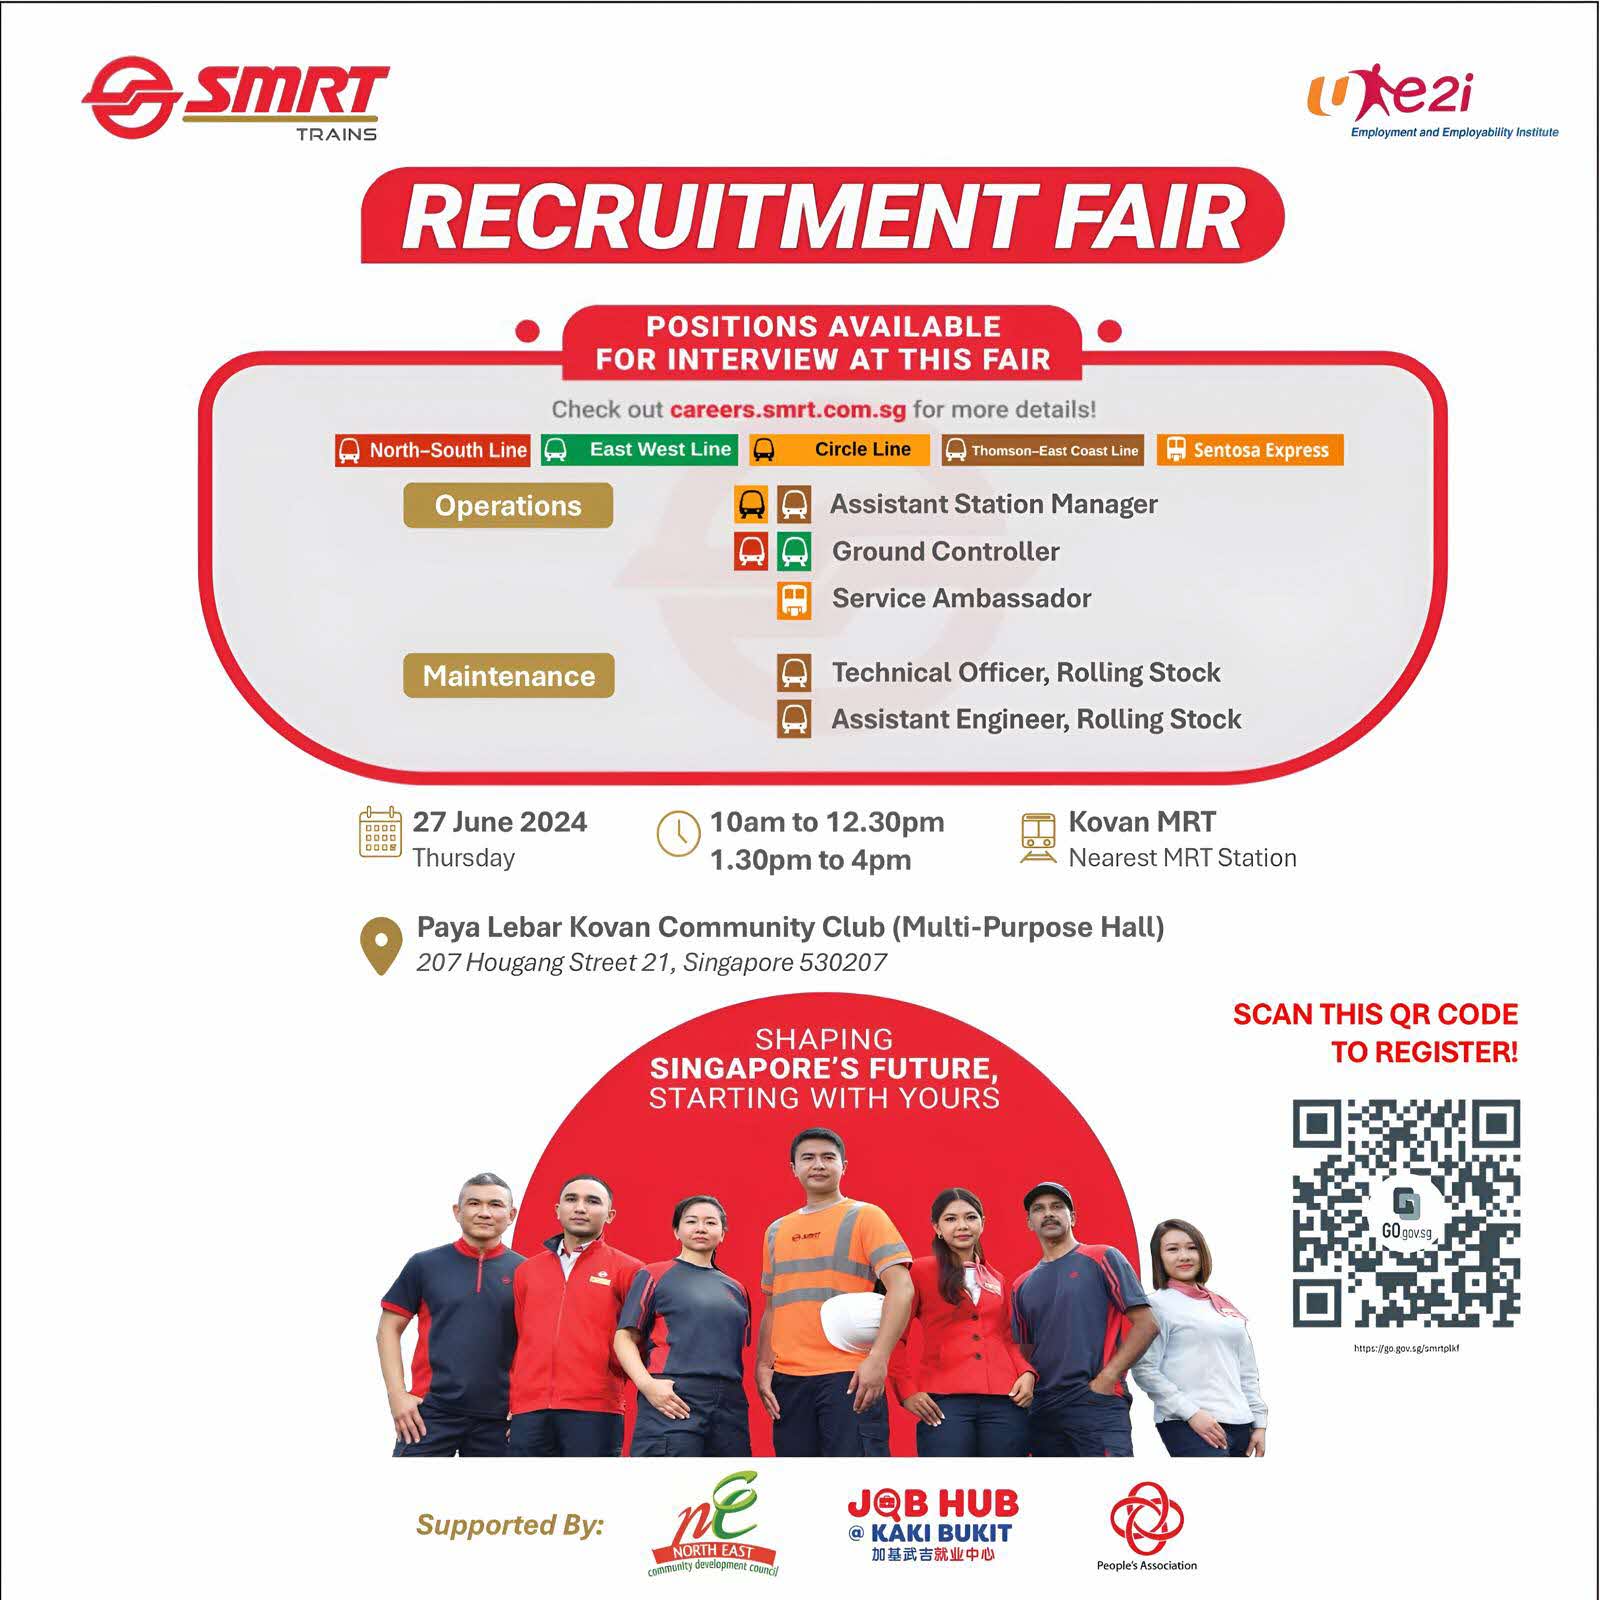 SMRT
TRAINS
U e2i
Employment and Employability Institute
RECRUITMENT FAIR
POSITIONS AVAILABLE
FOR INTERVIEW AT THIS FAIR
Check out careers.smrt.com.sg for more details!
North–South Line East West Line Circle Line Thomson–East Coast Line Sentosa Express
Operations
Assistant Station Manager
Ground Controller
Service Ambassador
Maintenance
Technical Officer, Rolling Stock
Assistant Engineer, Rolling Stock
27 June 2024
Thursday
10am to 12.30pm
1.30pm to 4pm
Kovan MRT
Nearest MRT Station
Paya Lebar Kovan Community Club (Multi-Purpose Hall)
207 Hougang Street 21, Singapore 530207
SHAPING
SINGAPORE'S FUTURE,
STARTING WITH YOURS
SMRT
SCAN THIS QR CODE
TO REGISTER!
GO.gov.sg
https://go.gov.sg/smrtplkf
Supported By:
ne
NORTH EAST
community development council
JOB HUB
@ KAKI BUKIT
加基武吉就业中心
People's Association